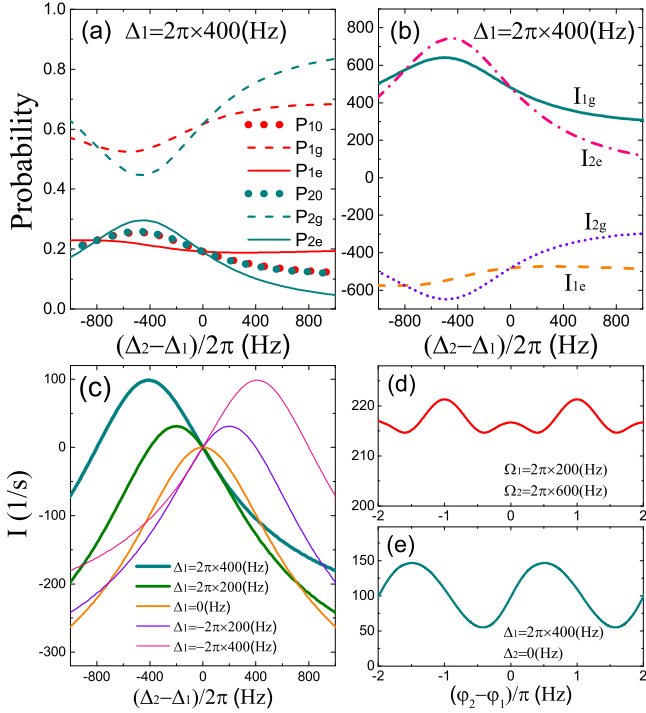 (a) Δ₁=2π×400(Hz)
1.0
0.8
0.6
0.4
0.2
0.0
Probability
P₁₀
P₁g
P₁e
P₂₀
P₂g
P₂e
-800 -400 0 400 800
(Δ₂−Δ₁)/2π (Hz)
(b) Δ₁=2π×400(Hz)
800
600
400
200
0
-200
-400
-600
I₁g
I₂e
I₂g
I₁e
-800 -400 0 400 800
(Δ₂−Δ₁)/2π (Hz)
(c)
100
0
-100
-200
-300
I (1/s)
Δ₁=2π×400(Hz)
Δ₁=2π×200(Hz)
Δ₁=0(Hz)
Δ₁=−2π×200(Hz)
Δ₁=−2π×400(Hz)
-800 -400 0 400 800
(Δ₂−Δ₁)/2π (Hz)
(d)
220
210
200
Ω₁=2π×200(Hz)
Ω₂=2π×600(Hz)
-2 -1 0 1 2
(e)
150
100
50
0
Δ₁=2π×400(Hz)
Δ₂=0(Hz)
-2 -1 0 1 2
(φ₂−φ₁)/π (Hz)